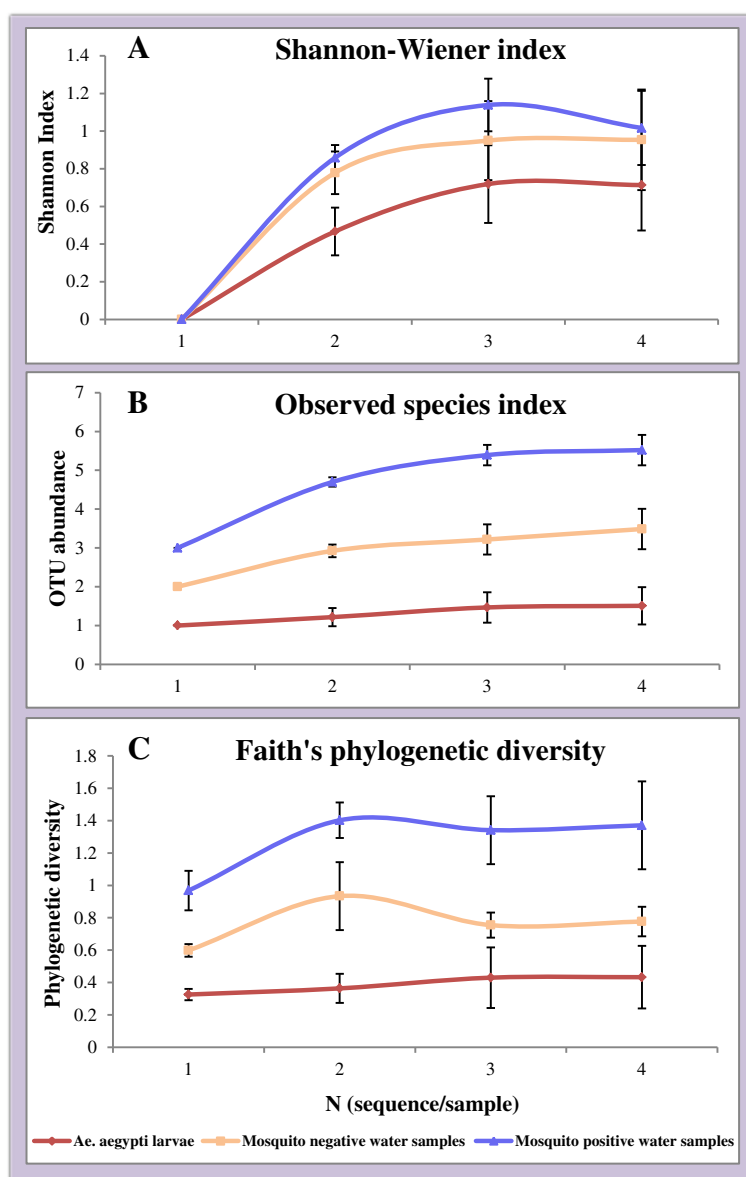 A
Shannon-Wiener index
Shannon Index
1.4
1.2
1
0.8
0.6
0.4
0.2
0
1 2 3 4
B
Observed species index
OTU abundance
7
6
5
4
3
2
1
0
1 2 3 4
C
Faith's phylogenetic diversity
Phylogenetic diversity
1.8
1.6
1.4
1.2
1
0.8
0.6
0.4
0.2
0
1 2 3 4
N (sequence/sample)
Ae. aegypti larvae Mosquito negative water samples Mosquito positive water samples